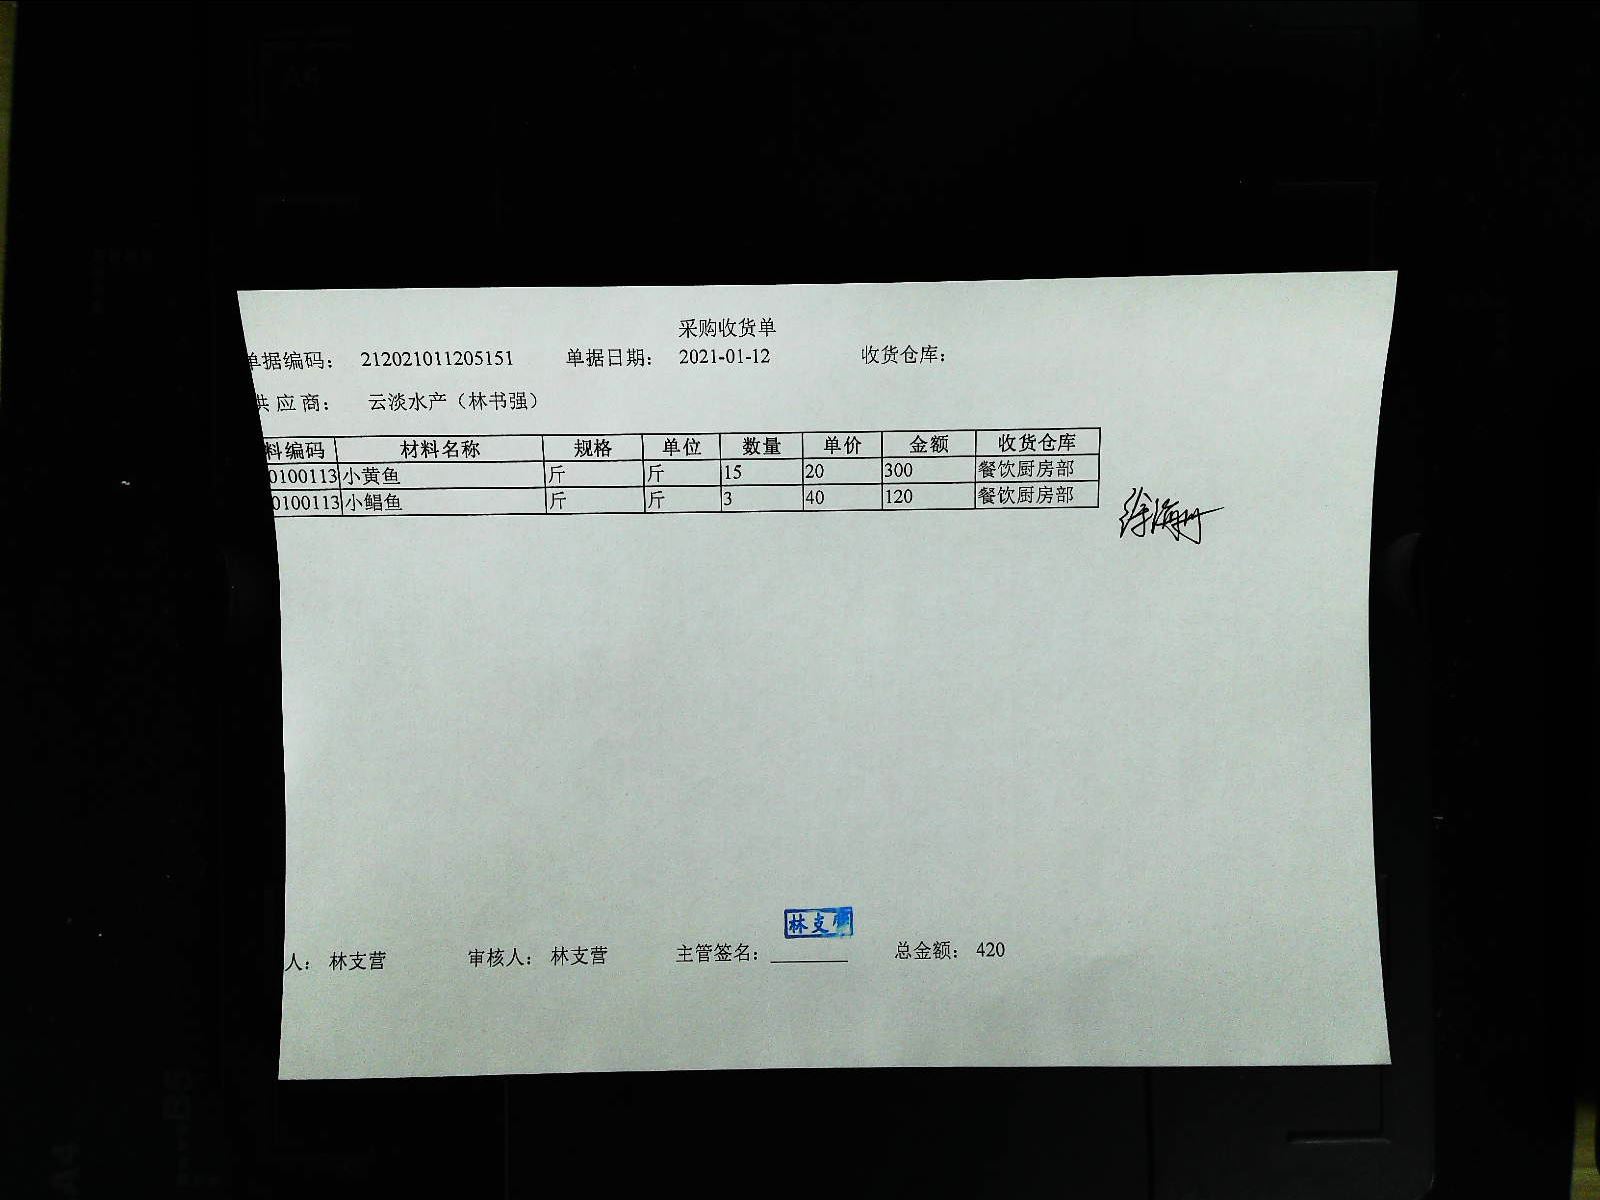 采购收货单
单据编码： 212021011205151 单据日期： 2021-01-12 收货仓库：
供应商： 云淡水产（林书强）
料编码 材料名称 规格 单位 数量 单价 金额 收货仓库
0100113 小黄鱼 斤 斤 15 20 300 餐饮厨房部
0100113 小鲳鱼 斤 斤 3 40 120 餐饮厨房部
林支
人： 林支营 审核人： 林支营 主管签名： 总金额： 420